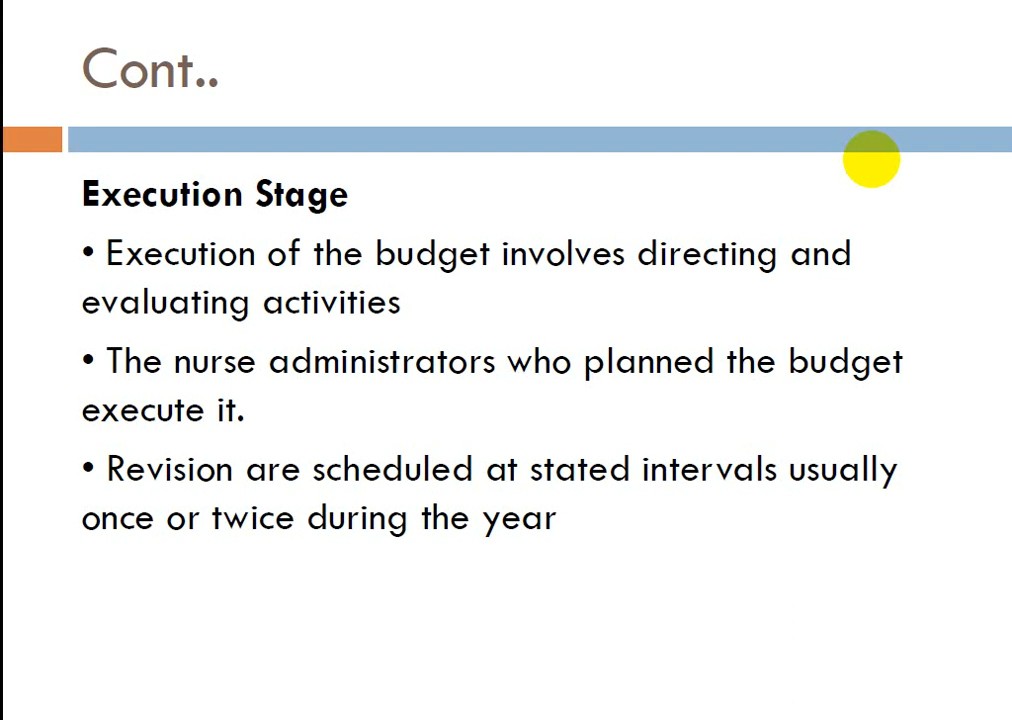 Cont..
Execution Stage
• Execution of the budget involves directing and
evaluating activities
• The nurse administrators who planned the budget
execute it.
• Revision are scheduled at stated intervals usually
once or twice during the year